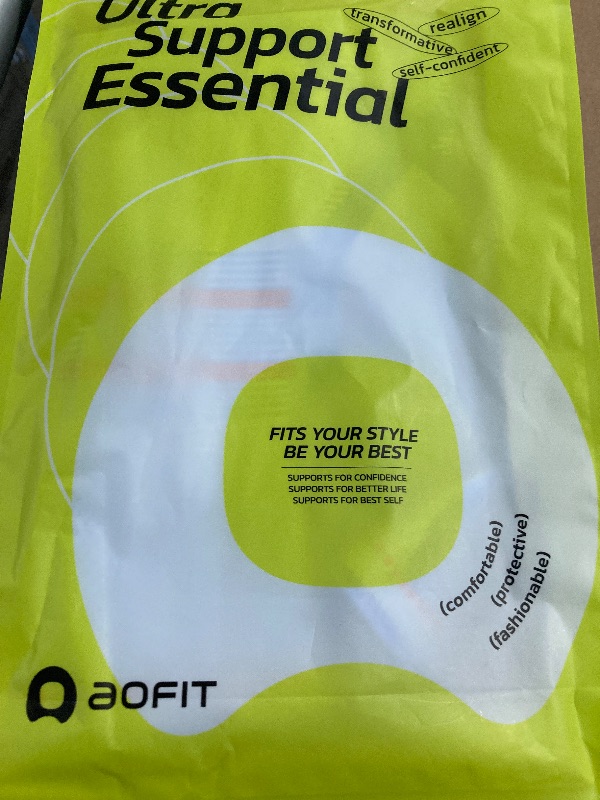 Ultra
Support
Essential
transformative
realign
self-confident
FITS YOUR STYLE
BE YOUR BEST
SUPPORTS FOR CONFIDENCE
SUPPORTS FOR BETTER LIFE
SUPPORTS FOR BEST SELF
(comfortable)
(protective)
(fashionable)
aOFIT